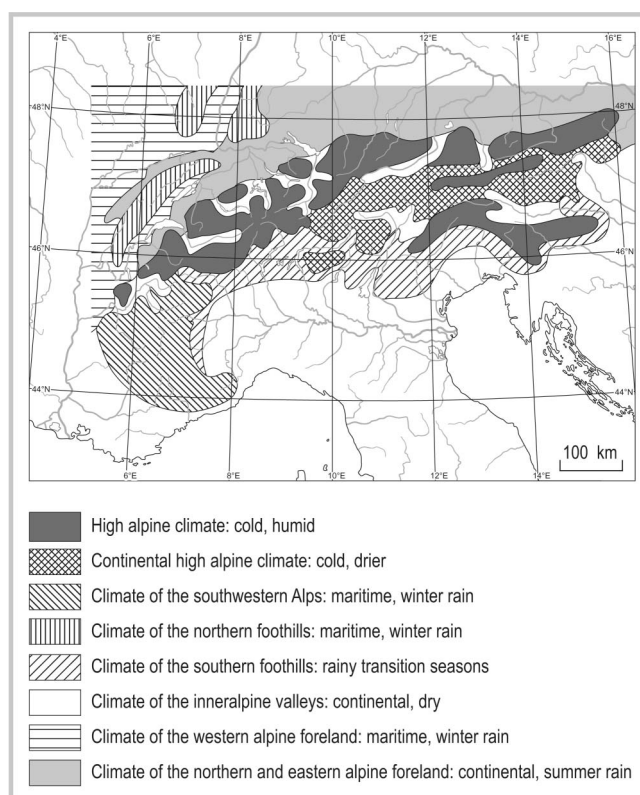 4°E 6°E 8°E 10°E 12°E 14°E 16°E
48°N 48°N
46°N 46°N
44°N 44°N
100 km
6°E 8°E 10°E 12°E 14°E
High alpine climate: cold, humid
Continental high alpine climate: cold, drier
Climate of the southwestern Alps: maritime, winter rain
Climate of the northern foothills: maritime, winter rain
Climate of the southern foothills: rainy transition seasons
Climate of the inneralpine valleys: continental, dry
Climate of the western alpine foreland: maritime, winter rain
Climate of the northern and eastern alpine foreland: continental, summer rain